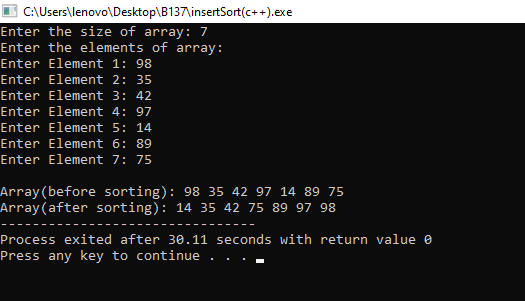 C:\Users\lenovo\Desktop\B137\insertSort(c++).exe
Enter the size of array: 7
Enter the elements of array:
Enter Element 1: 98
Enter Element 2: 35
Enter Element 3: 42
Enter Element 4: 97
Enter Element 5: 14
Enter Element 6: 89
Enter Element 7: 75

Array(before sorting): 98 35 42 97 14 89 75
Array(after sorting): 14 35 42 75 89 97 98
--------------------------------
Process exited after 30.11 seconds with return value 0
Press any key to continue . . .